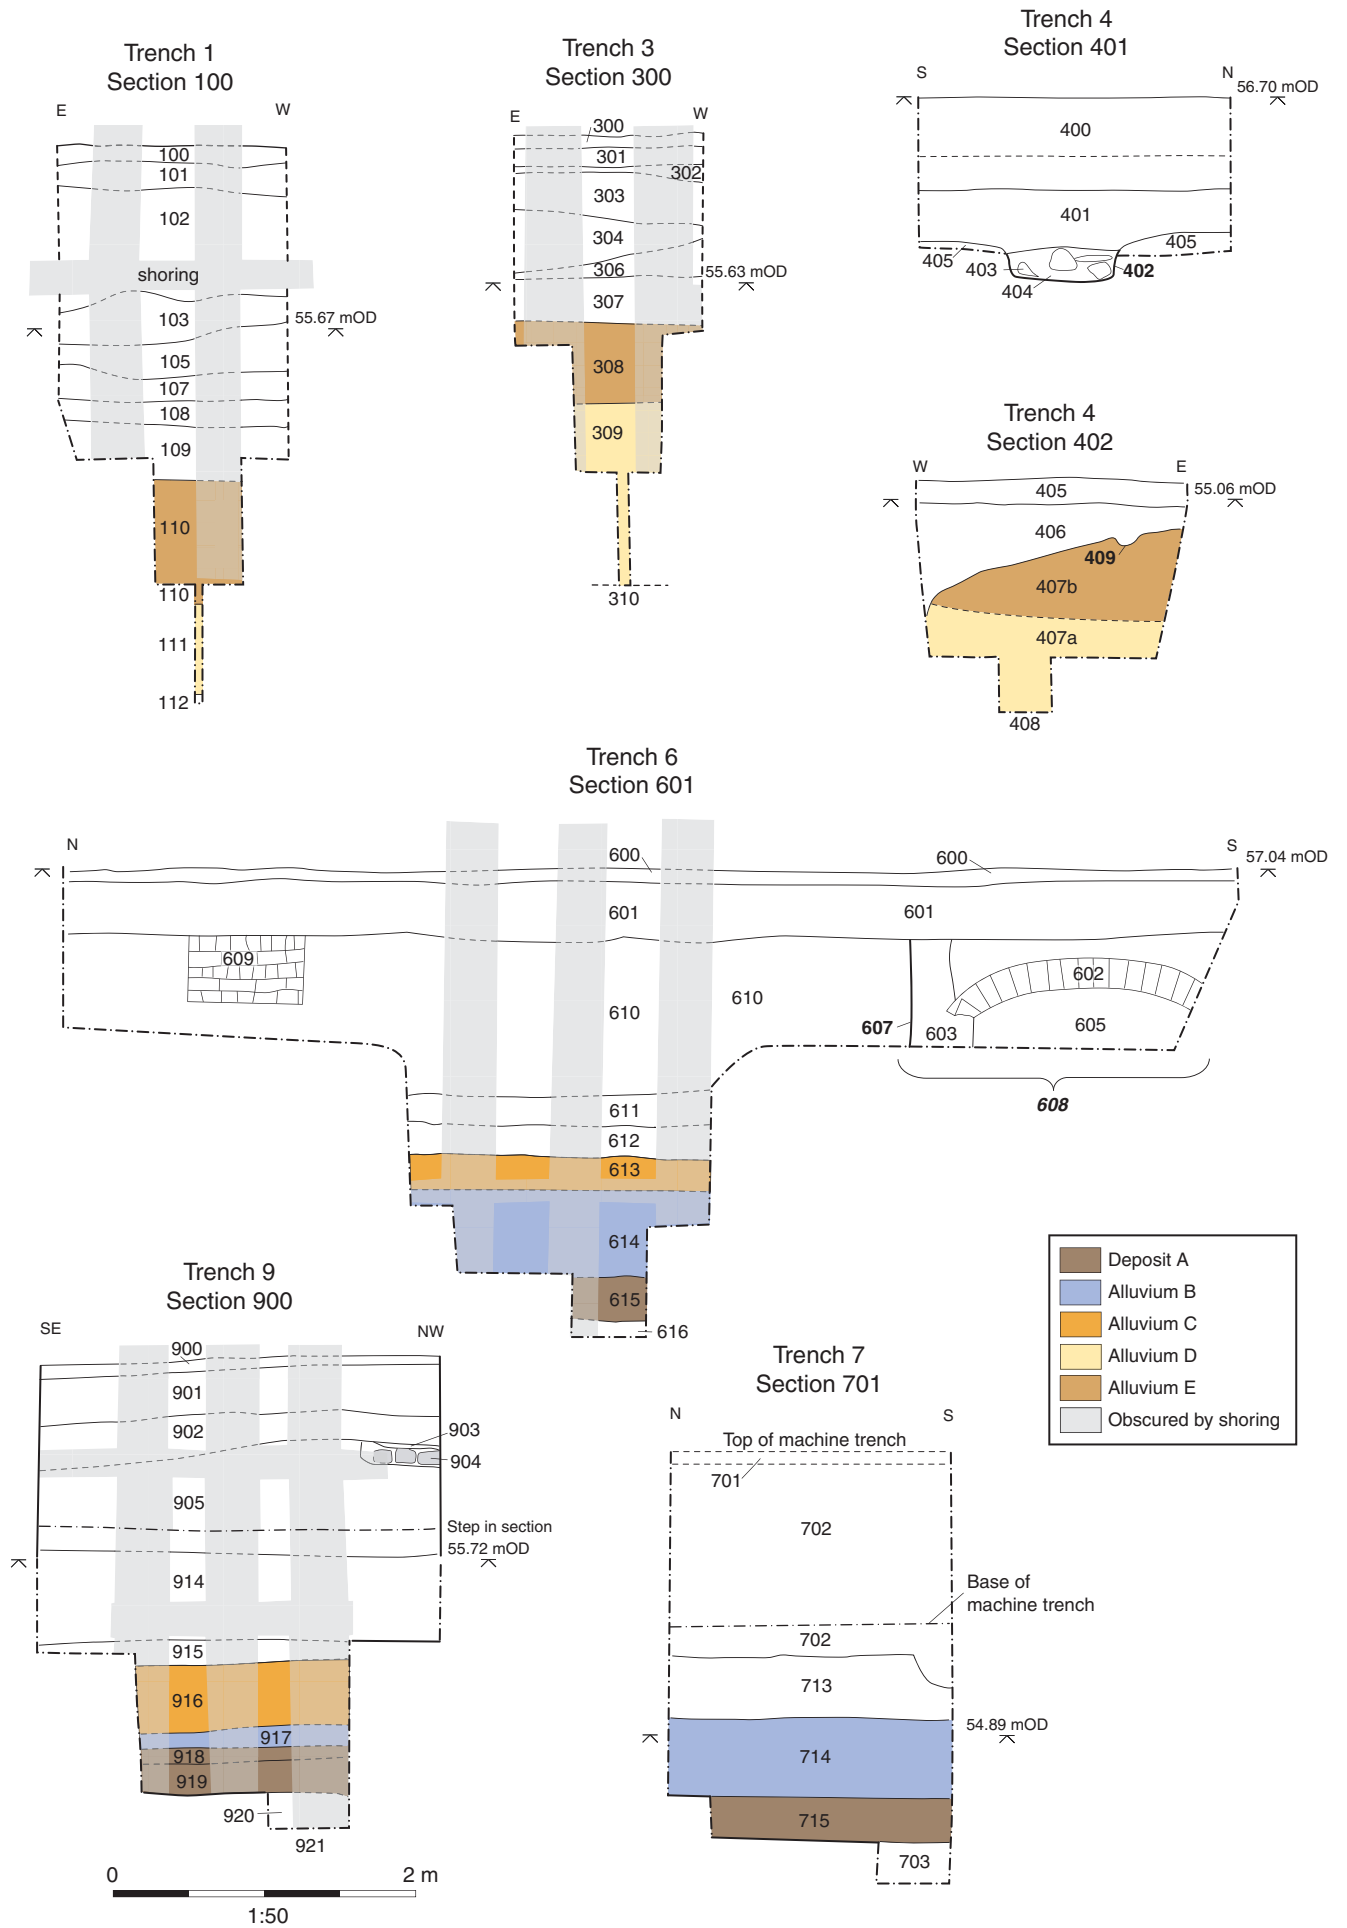 Trench 1
Section 100
E
W
100
101
102
shoring
103
55.67 mOD
105
107
108
109
110
110
111
112
Trench 3
Section 300
E
W
300
301
302
303
304
306
55.63 mOD
307
308
309
310
Trench 4
Section 401
S
N
56.70 mOD
400
401
405
405
403
402
404
Trench 4
Section 402
W
E
405
55.06 mOD
406
409
407b
407a
408
Trench 6
Section 601
N
S
600
600
57.04 mOD
601
601
609
602
610
610
607
603
605
608
611
612
613
614
615
616
Trench 9
Section 900
SE
NW
900
901
902
903
904
905
Step in section
55.72 mOD
914
915
916
917
918
919
920
921
Trench 7
Section 701
N
S
Top of machine trench
701
702
Base of
machine trench
702
713
54.89 mOD
714
715
703
Deposit A
Alluvium B
Alluvium C
Alluvium D
Alluvium E
Obscured by shoring
0
2 m
1:50